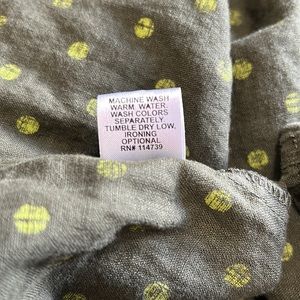 MACHINE WASH
WARM WATER.
WASH COLORS
SEPARATELY.
TUMBLE DRY LOW,
IRONING
OPTIONAL
RN# 114739